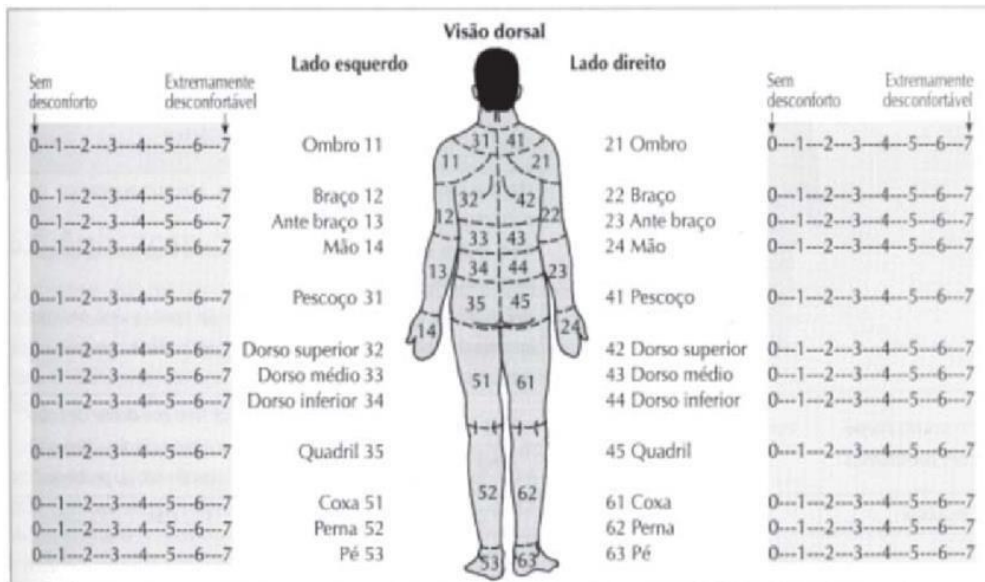 Visão dorsal
Lado esquerdo Lado direito
Sem desconforto Extremamente desconfortável Sem desconforto Extremamente desconfortável
0---1---2---3---4---5---6---7 Ombro 11 31 41 21 Ombro 0---1---2---3---4---5---6---7
11 21
0---1---2---3---4---5---6---7 Braço 12 32 42 22 Braço 0---1---2---3---4---5---6---7
0---1---2---3---4---5---6---7 Ante braço 13 12 22 23 Ante braço 0---1---2---3---4---5---6---7
0---1---2---3---4---5---6---7 Mão 14 33 43 24 Mão 0---1---2---3---4---5---6---7
13 34 44 23
0---1---2---3---4---5---6---7 Pescoço 31 35 45 41 Pescoço 0---1---2---3---4---5---6---7
14 24
0---1---2---3---4---5---6---7 Dorso superior 32 42 Dorso superior 0---1---2---3---4---5---6---7
0---1---2---3---4---5---6---7 Dorso médio 33 51 61 43 Dorso médio 0---1---2---3---4---5---6---7
0---1---2---3---4---5---6---7 Dorso inferior 34 44 Dorso inferior 0---1---2---3---4---5---6---7
0---1---2---3---4---5---6---7 Quadril 35 45 Quadril 0---1---2---3---4---5---6---7
52 62
0---1---2---3---4---5---6---7 Coxa 51 61 Coxa 0---1---2---3---4---5---6---7
0---1---2---3---4---5---6---7 Perna 52 62 Perna 0---1---2---3---4---5---6---7
0---1---2---3---4---5---6---7 Pé 53 53 63 63 Pé 0---1---2---3---4---5---6---7